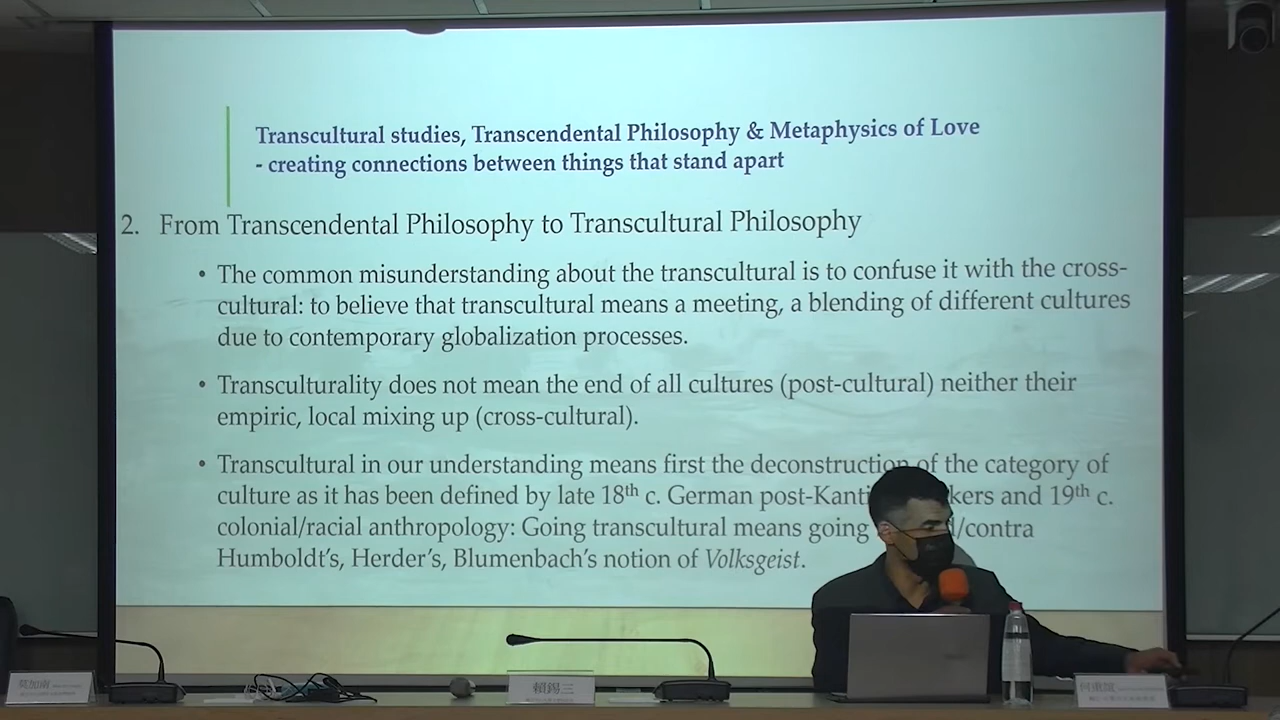 Transcultural studies, Transcendental Philosophy & Metaphysics of Love
- creating connections between things that stand apart
2. From Transcendental Philosophy to Transcultural Philosophy
• The common misunderstanding about the transcultural is to confuse it with the cross-
cultural: to believe that transcultural means a meeting, a blending of different cultures
due to contemporary globalization processes.
• Transculturality does not mean the end of all cultures (post-cultural) neither their
empiric, local mixing up (cross-cultural).
• Transcultural in our understanding means first the deconstruction of the category of
culture as it has been defined by late 18th c. German post-Kanti kers and 19th c.
colonial/racial anthropology: Going transcultural means going /contra
Humboldt's, Herder's, Blumenbach's notion of Volksgeist.
莫加南
賴錫三